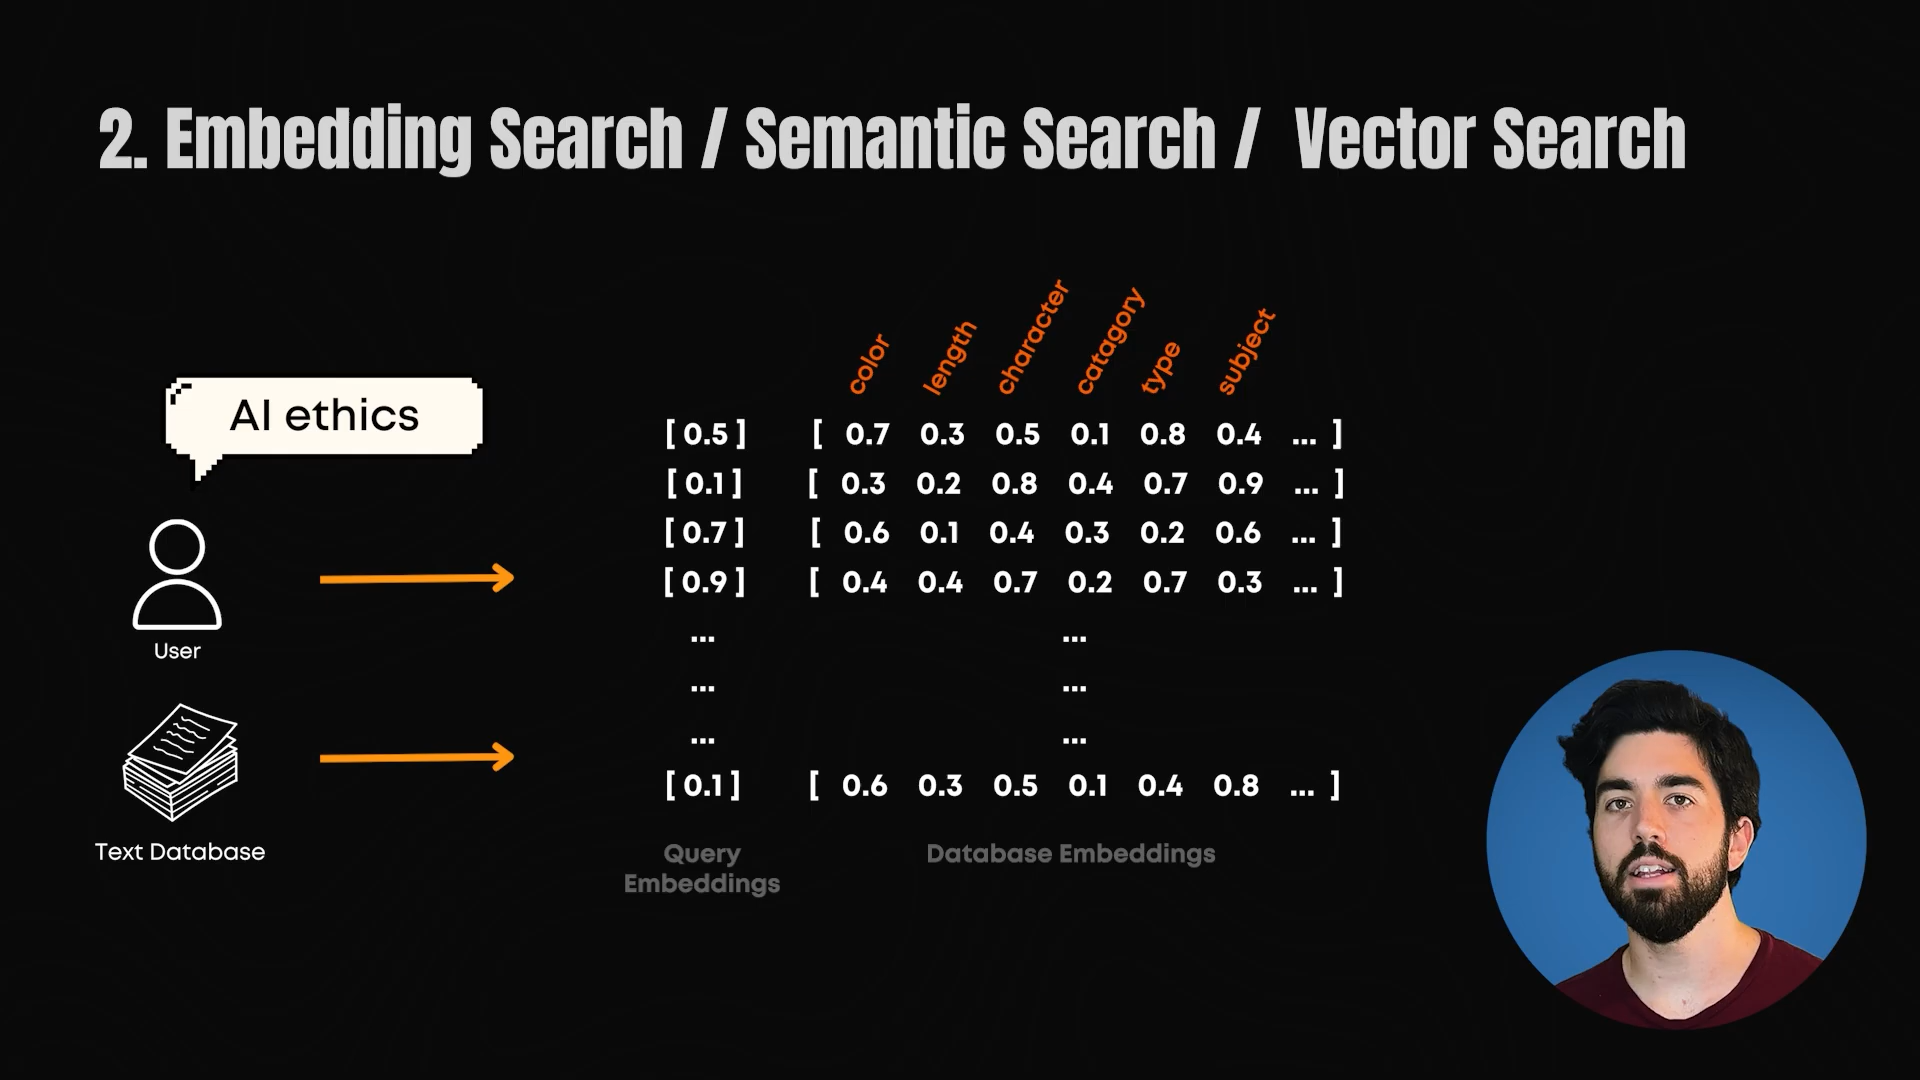 2. Embedding Search / Semantic Search / Vector Search
color length character catagory type subject
AI ethics
[ 0.5 ] [ 0.7 0.3 0.5 0.1 0.8 0.4 ... ]
[ 0.1 ] [ 0.3 0.2 0.8 0.4 0.7 0.9 ... ]
[ 0.7 ] [ 0.6 0.1 0.4 0.3 0.2 0.6 ... ]
[ 0.9 ] [ 0.4 0.4 0.7 0.2 0.7 0.3 ... ]
... ...
... ...
... ...
[ 0.1 ] [ 0.6 0.3 0.5 0.1 0.4 0.8 ... ]
User
Text Database
Query
Embeddings
Database Embeddings